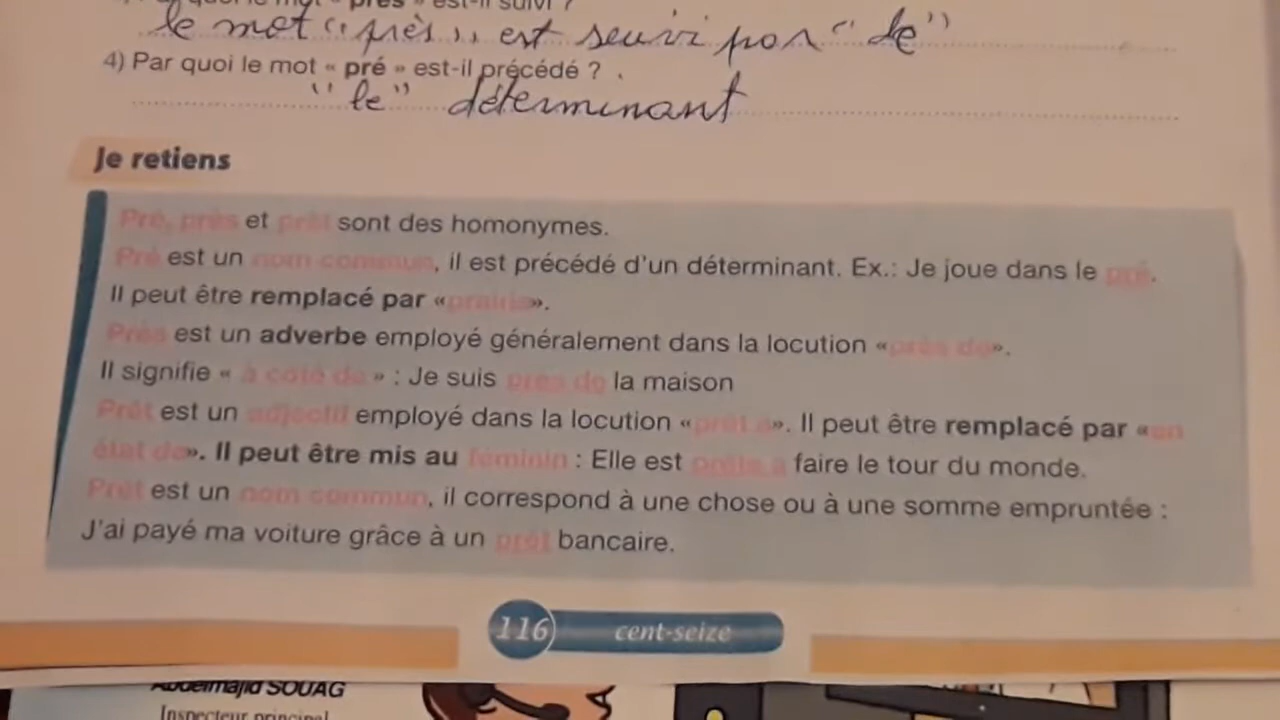 mot « près » est-il suivi ?
le mot "près" est suivi par "de"
4) Par quoi le mot « pré » est-il précédé ?
"le" déterminant
Je retiens
Pré, près et prêt sont des homonymes.
Pré est un nom commun, il est précédé d'un déterminant. Ex.: Je joue dans le pré.
Il peut être remplacé par «prairie».
Près est un adverbe employé généralement dans la locution «près de».
Il signifie « à coté de » : Je suis près de la maison
Prêt est un adjectif employé dans la locution «prêt à». Il peut être remplacé par «en
état de». Il peut être mis au féminin : Elle est prête à faire le tour du monde.
Prêt est un nom commun, il correspond à une chose ou à une somme empruntée :
J'ai payé ma voiture grâce à un prêt bancaire.
116 cent-seize
Abdelmajid SOUAG
Inspecteur principal